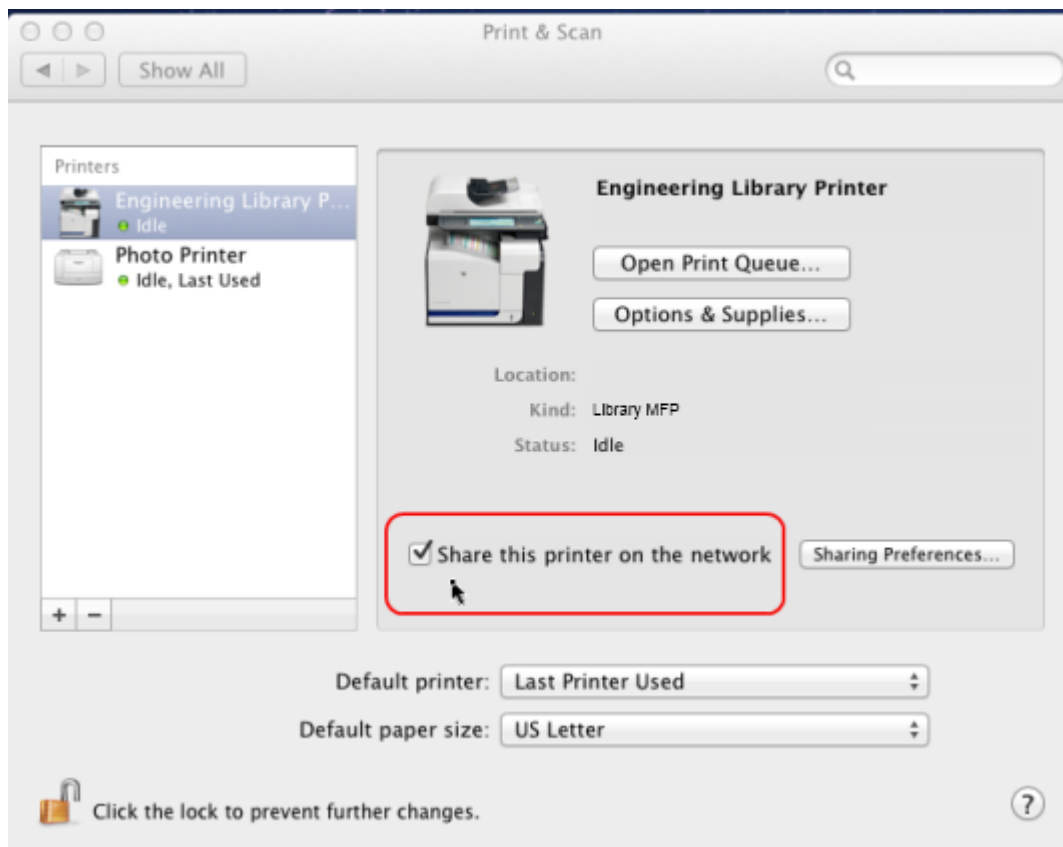 Print & Scan
Show All
Printers
Engineering Library P...
Idle
Photo Printer
Idle, Last Used
Engineering Library Printer
Open Print Queue...
Options & Supplies...
Location:
Kind: Library MFP
Status: Idle
Share this printer on the network
Sharing Preferences...
+ −
Default printer: Last Printer Used
Default paper size: US Letter
Click the lock to prevent further changes.
?